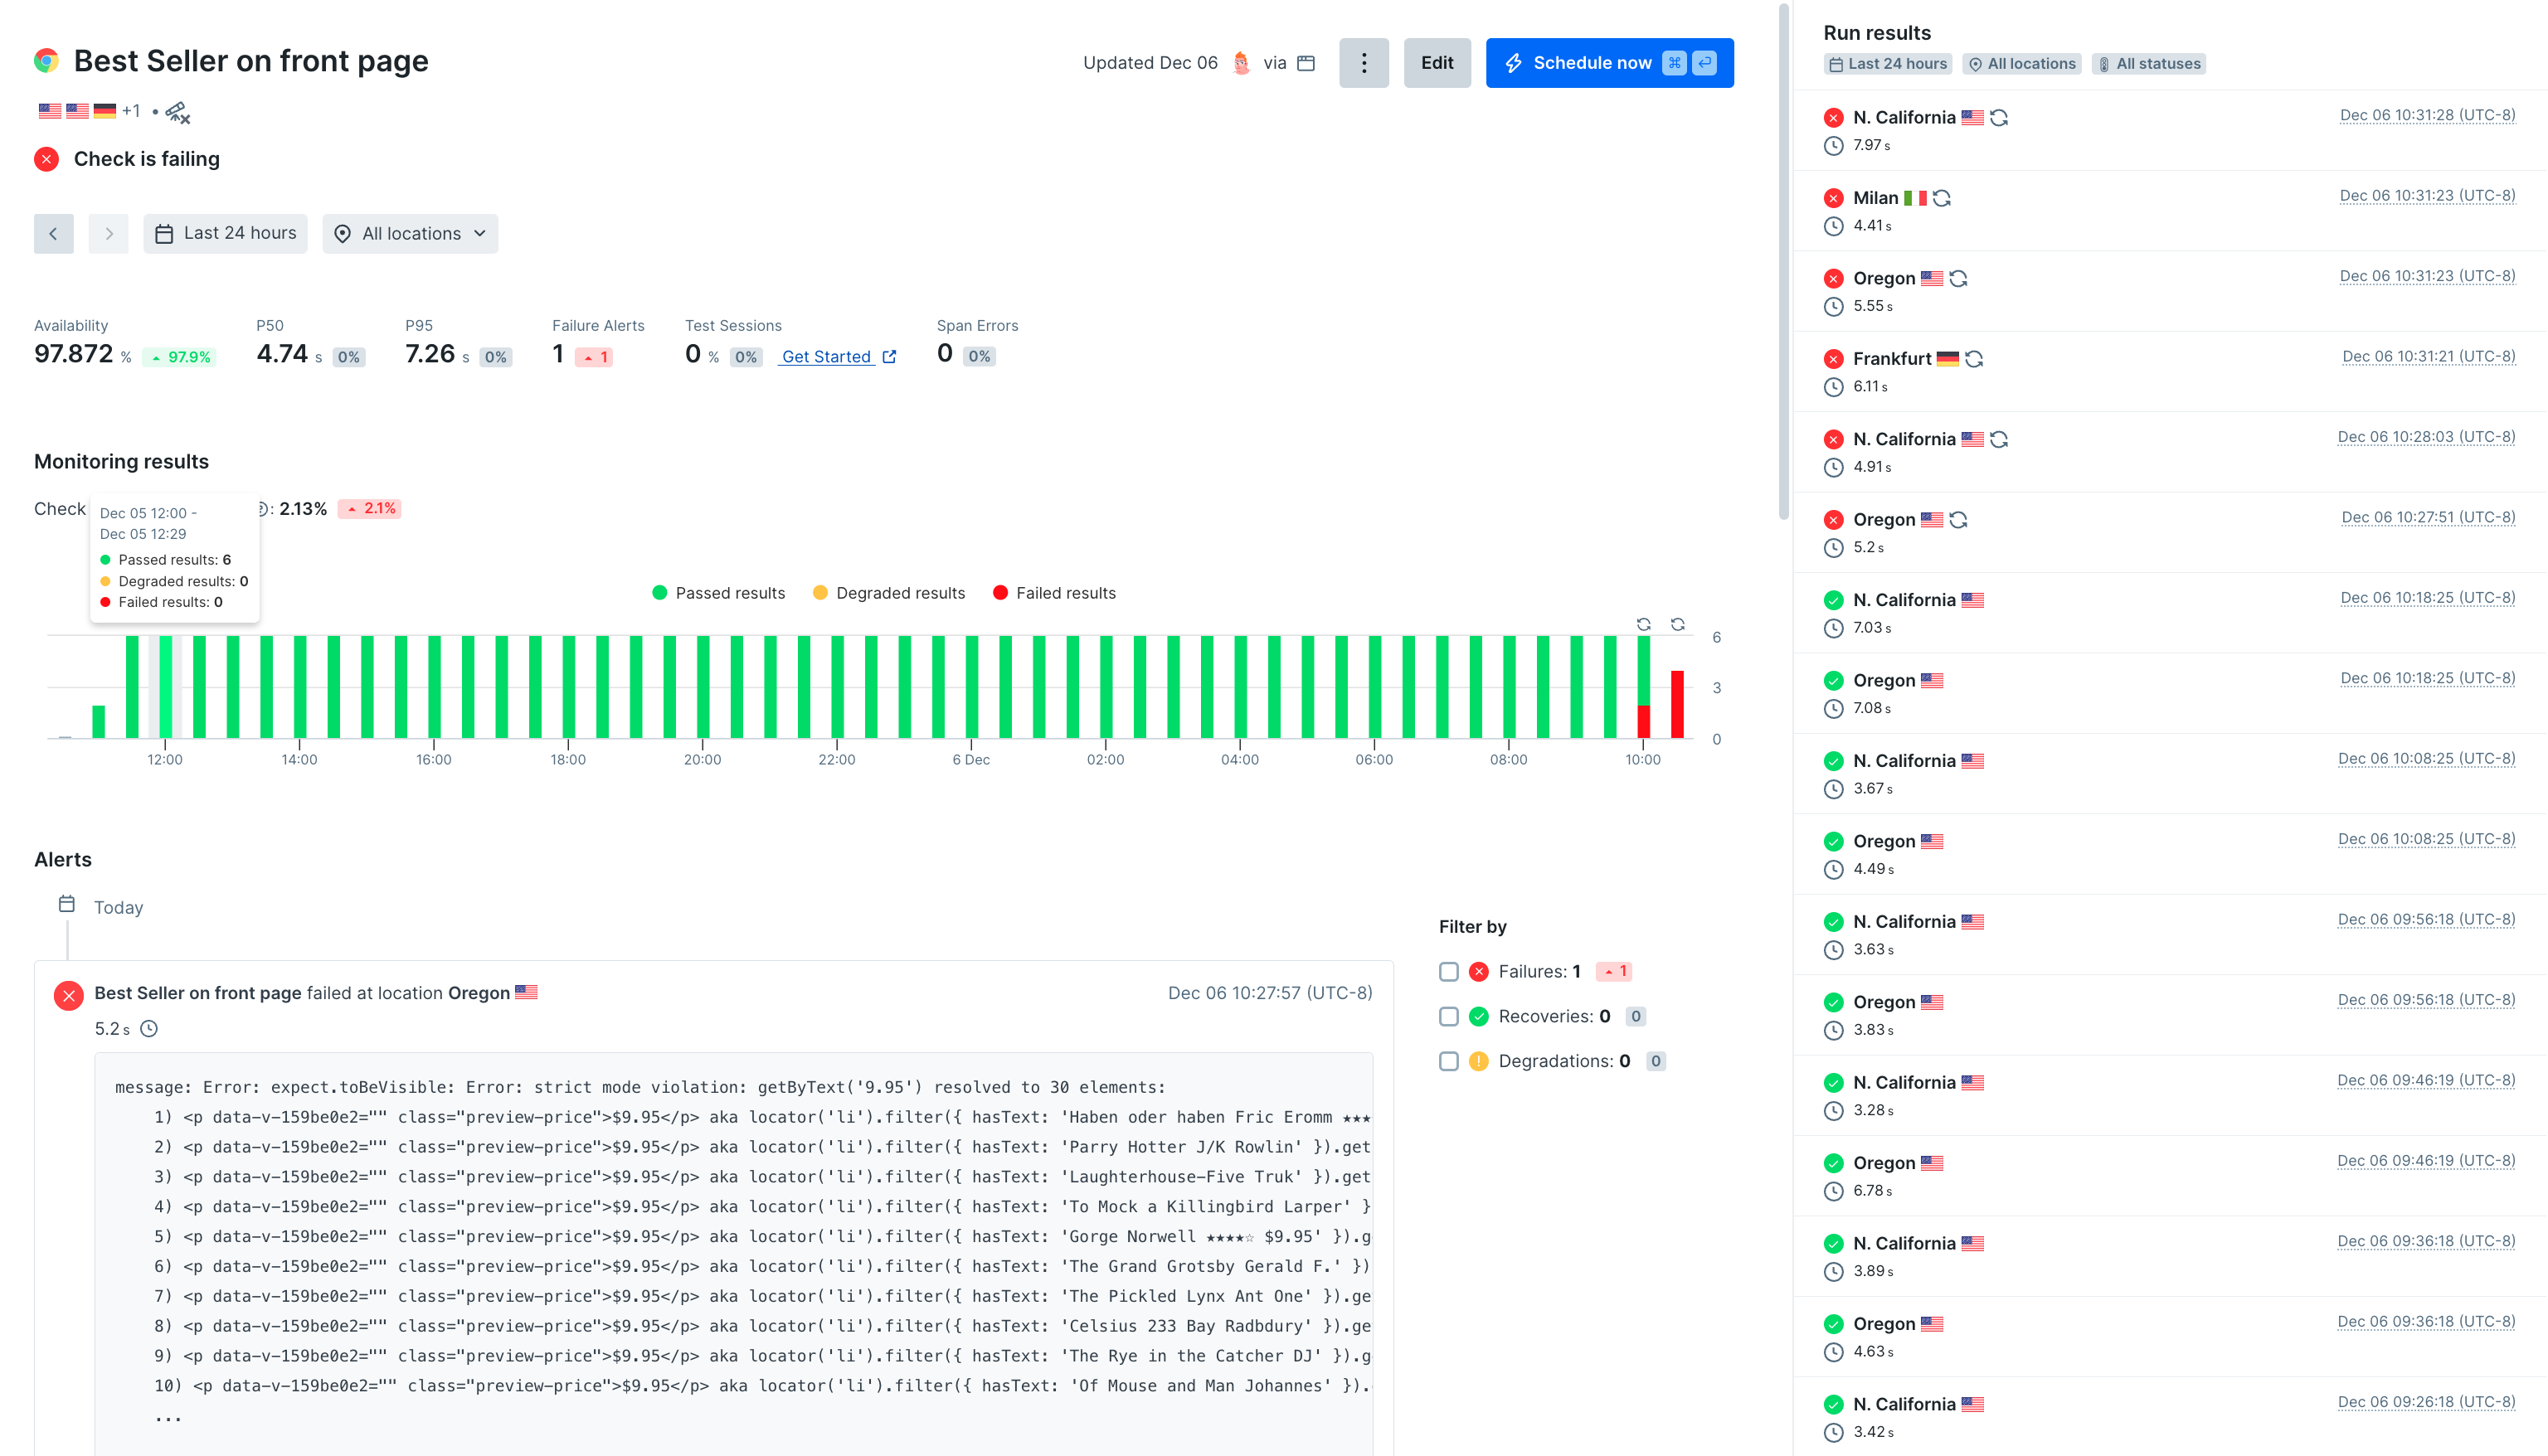 Best Seller on front page
Updated Dec 06 via
Edit
Schedule now
+1
Check is failing
Last 24 hours
All locations
Availability
97.872 % 97.9%
P50
4.74 s 0%
P95
7.26 s 0%
Failure Alerts
1 1
Test Sessions
0 % 0% Get Started
Span Errors
0 0%
Monitoring results
Check : 2.13% 2.1%
Dec 05 12:00 -
Dec 05 12:29
Passed results: 6
Degraded results: 0
Failed results: 0
Passed results Degraded results Failed results
6
3
0
12:00 14:00 16:00 18:00 20:00 22:00 6 Dec 02:00 04:00 06:00 08:00 10:00
Alerts
Today
Best Seller on front page failed at location Oregon Dec 06 10:27:57 (UTC-8)
5.2 s
message: Error: expect.toBeVisible: Error: strict mode violation: getByText('9.95') resolved to 30 elements:
1) <p data-v-159be0e2="" class="preview-price">$9.95</p> aka locator('li').filter({ hasText: 'Haben oder haben Fric Eromm ★★★
2) <p data-v-159be0e2="" class="preview-price">$9.95</p> aka locator('li').filter({ hasText: 'Parry Hotter J/K Rowlin' }).get
3) <p data-v-159be0e2="" class="preview-price">$9.95</p> aka locator('li').filter({ hasText: 'Laughterhouse-Five Truk' }).get
4) <p data-v-159be0e2="" class="preview-price">$9.95</p> aka locator('li').filter({ hasText: 'To Mock a Killingbird Larper' }
5) <p data-v-159be0e2="" class="preview-price">$9.95</p> aka locator('li').filter({ hasText: 'Gorge Norwell ★★★★☆ $9.95' }).g
6) <p data-v-159be0e2="" class="preview-price">$9.95</p> aka locator('li').filter({ hasText: 'The Grand Grotsby Gerald F.' })
7) <p data-v-159be0e2="" class="preview-price">$9.95</p> aka locator('li').filter({ hasText: 'The Pickled Lynx Ant One' }).ge
8) <p data-v-159be0e2="" class="preview-price">$9.95</p> aka locator('li').filter({ hasText: 'Celsius 233 Bay Radbdury' }).ge
9) <p data-v-159be0e2="" class="preview-price">$9.95</p> aka locator('li').filter({ hasText: 'The Rye in the Catcher DJ' }).g
10) <p data-v-159be0e2="" class="preview-price">$9.95</p> aka locator('li').filter({ hasText: 'Of Mouse and Man Johannes' }).
...
Filter by
Failures: 1 1
Recoveries: 0 0
Degradations: 0 0
Run results
Last 24 hours All locations All statuses
N. California Dec 06 10:31:28 (UTC-8)
7.97 s
Milan Dec 06 10:31:23 (UTC-8)
4.41 s
Oregon Dec 06 10:31:23 (UTC-8)
5.55 s
Frankfurt Dec 06 10:31:21 (UTC-8)
6.11 s
N. California Dec 06 10:28:03 (UTC-8)
4.91 s
Oregon Dec 06 10:27:51 (UTC-8)
5.2 s
N. California Dec 06 10:18:25 (UTC-8)
7.03 s
Oregon Dec 06 10:18:25 (UTC-8)
7.08 s
N. California Dec 06 10:08:25 (UTC-8)
3.67 s
Oregon Dec 06 10:08:25 (UTC-8)
4.49 s
N. California Dec 06 09:56:18 (UTC-8)
3.63 s
Oregon Dec 06 09:56:18 (UTC-8)
3.83 s
N. California Dec 06 09:46:19 (UTC-8)
3.28 s
Oregon Dec 06 09:46:19 (UTC-8)
6.78 s
N. California Dec 06 09:36:18 (UTC-8)
3.89 s
Oregon Dec 06 09:36:18 (UTC-8)
4.63 s
N. California Dec 06 09:26:18 (UTC-8)
3.42 s